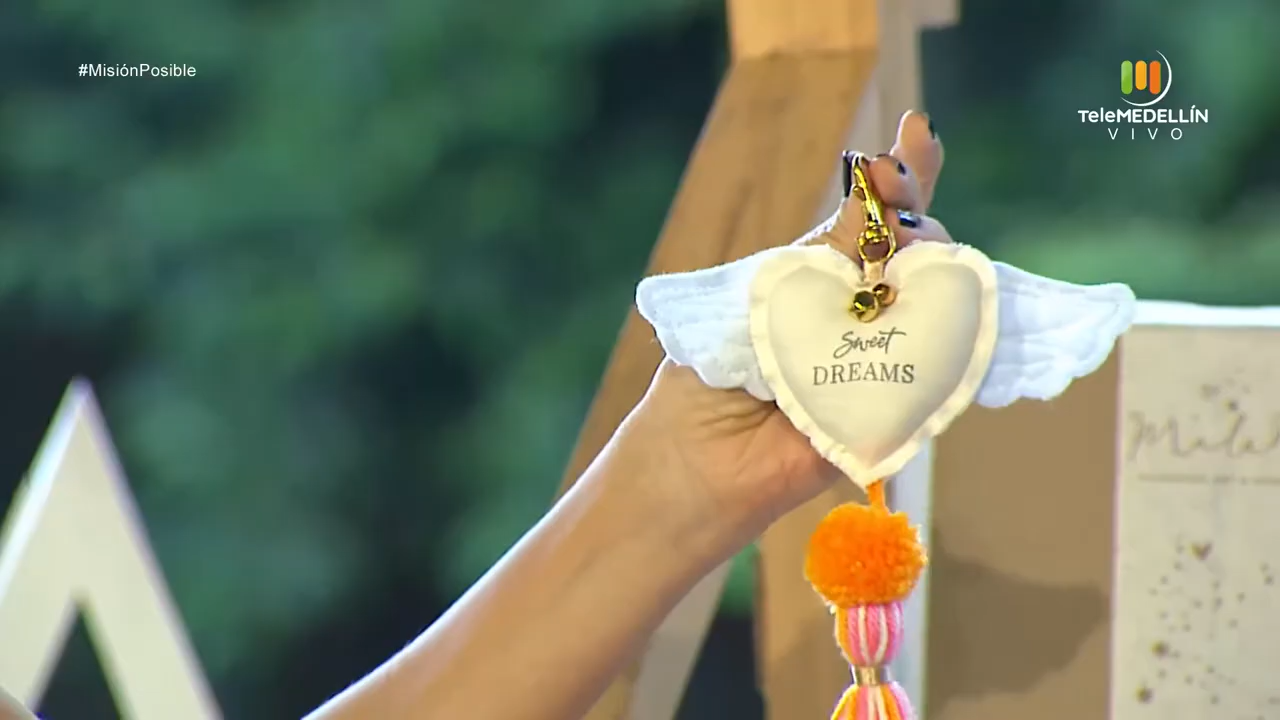 #MisiónPosible
TeleMEDELLÍN
VIVO
Sweet
DREAMS